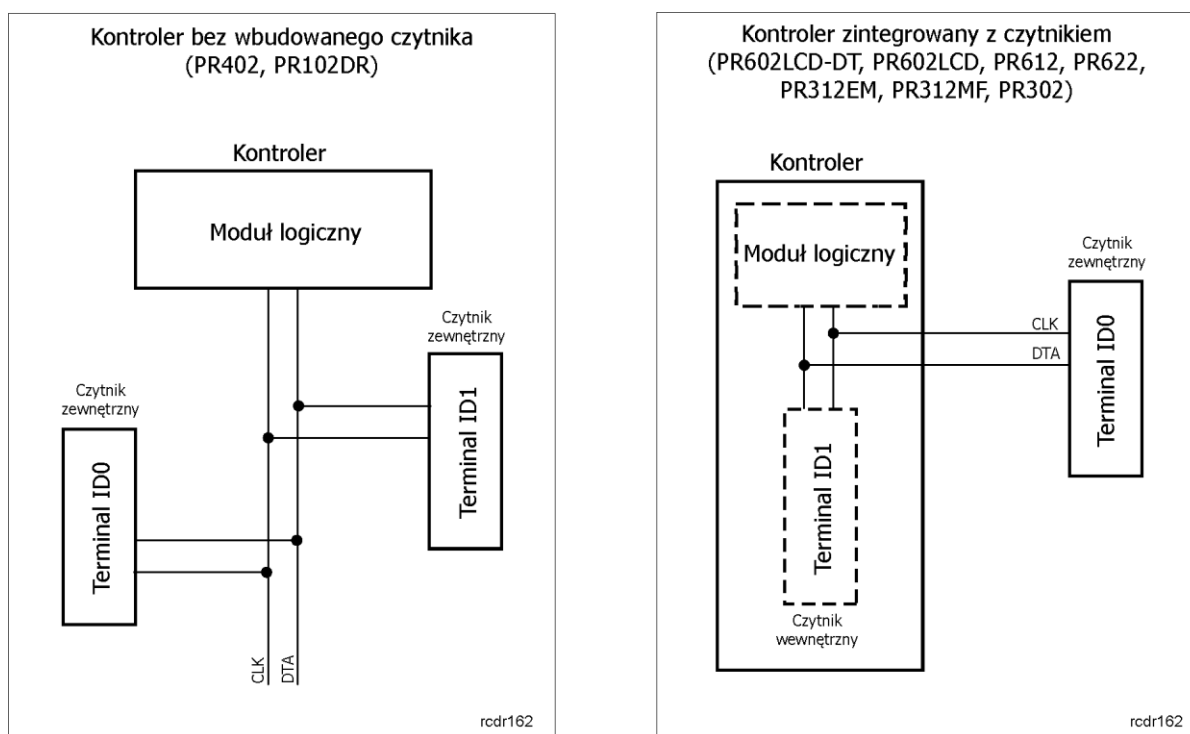 Kontroler bez wbudowanego czytnika
(PR402, PR102DR)
Kontroler
Moduł logiczny
Czytnik
zewnętrzny
Terminal ID1
Czytnik
zewnętrzny
Terminal ID0
CLK
DTA
rcdr162
Kontroler zintegrowany z czytnikiem
(PR602LCD-DT, PR602LCD, PR612, PR622,
PR312EM, PR312MF, PR302)
Kontroler
Moduł logiczny
Czytnik
zewnętrzny
CLK
DTA
Terminal ID0
Terminal ID1
Czytnik
wewnętrzny
rcdr162